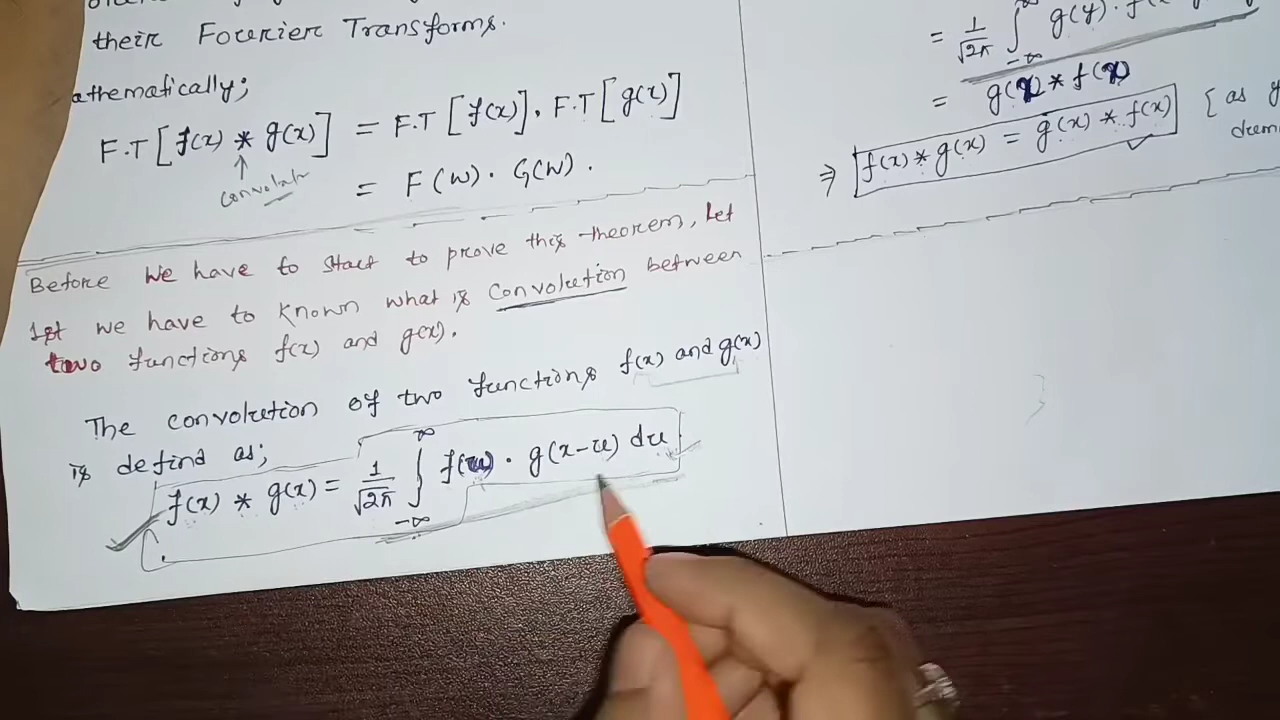 their Fourier Transforms.
athematically;
F.T [f(x) * g(x)] = F.T [f(x)] . F.T [g(x)]
= F(W) . G(W).
Before we have to start to prove this theorem, Let
1st we have to known what is convolution between
two functions f(x) and g(x).
The convolution of two functions f(x) and g(x)
is defind as;
f(x) * g(x) = 1/√2π ∫_{-∞}^{∞} f(u) . g(x-u) du
= 1/√2π ∫_{-∞} g(y) .
= g(x) * f(x)
⇒ f(x) * g(x) = g(x) * f(x) { as